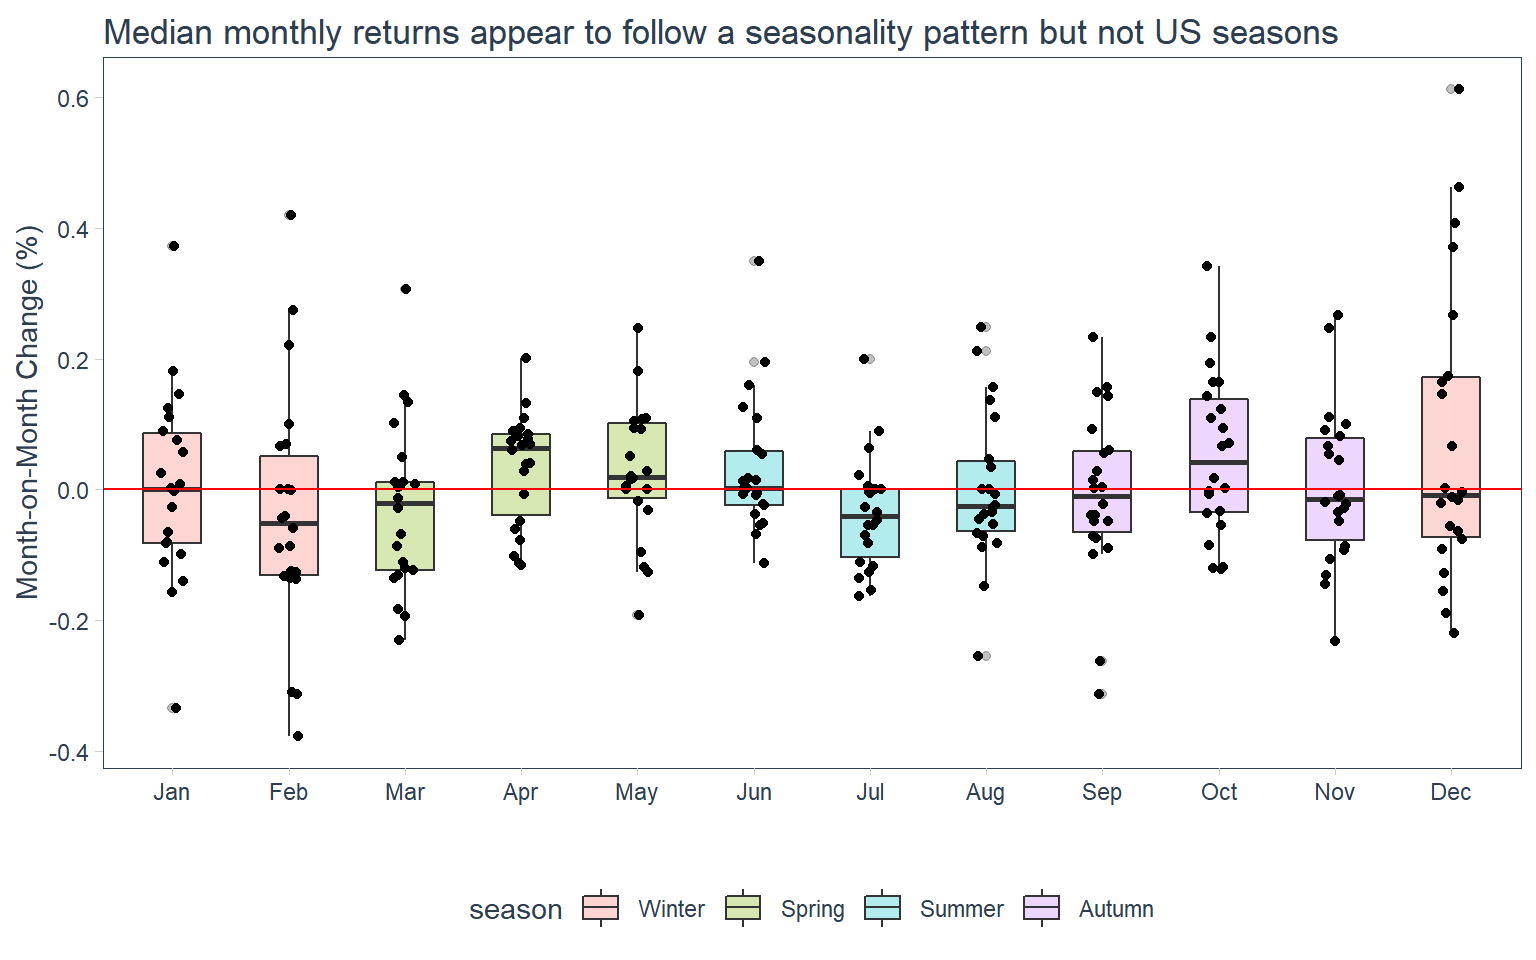 Median monthly returns appear to follow a seasonality pattern but not US seasons
Month-on-Month Change (%)
0.6
0.4
0.2
0.0
-0.2
-0.4
Jan Feb Mar Apr May Jun Jul Aug Sep Oct Nov Dec
season Winter Spring Summer Autumn